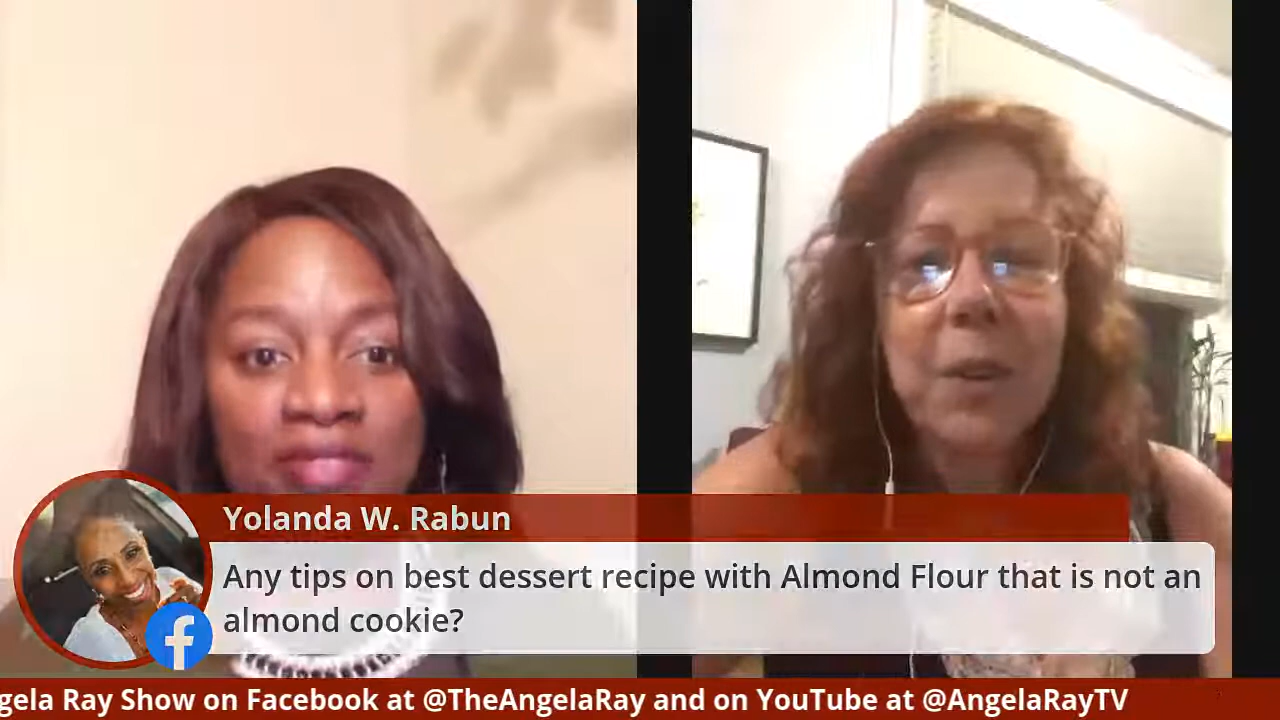 Yolanda W. Rabun
Any tips on best dessert recipe with Almond Flour that is not an
almond cookie?
gela Ray Show on Facebook at @TheAngelaRay and on YouTube at @AngelaRayTV